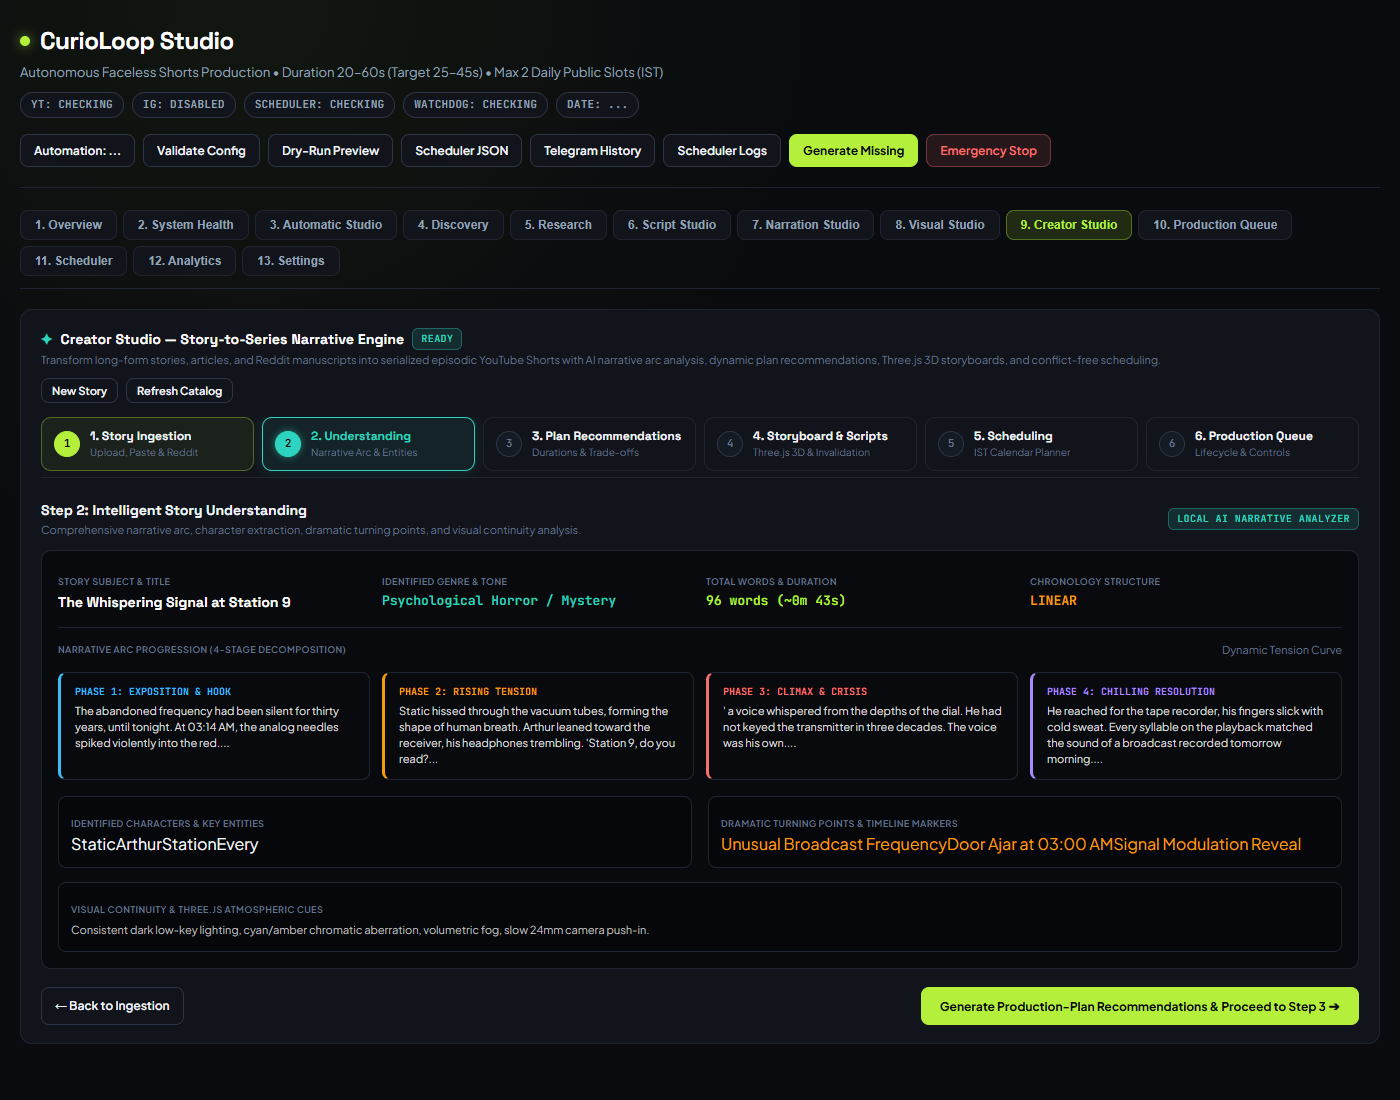 CurioLoop Studio
Autonomous Faceless Shorts Production • Duration 20–60s (Target 25–45s) • Max 2 Daily Public Slots (IST)
YT: CHECKING IG: DISABLED SCHEDULER: CHECKING WATCHDOG: CHECKING DATE: ...
Automation: ... Validate Config Dry-Run Preview Scheduler JSON Telegram History Scheduler Logs Generate Missing Emergency Stop
1. Overview 2. System Health 3. Automatic Studio 4. Discovery 5. Research 6. Script Studio 7. Narration Studio 8. Visual Studio 9. Creator Studio 10. Production Queue
11. Scheduler 12. Analytics 13. Settings
✦ Creator Studio — Story-to-Series Narrative Engine READY
Transform long-form stories, articles, and Reddit manuscripts into serialized episodic YouTube Shorts with AI narrative arc analysis, dynamic plan recommendations, Three.js 3D storyboards, and conflict-free scheduling.
New Story Refresh Catalog
1 1. Story Ingestion
Upload, Paste & Reddit
2 2. Understanding
Narrative Arc & Entities
3 3. Plan Recommendations
Durations & Trade-offs
4 4. Storyboard & Scripts
Three.js 3D & Invalidation
5 5. Scheduling
IST Calendar Planner
6 6. Production Queue
Lifecycle & Controls
Step 2: Intelligent Story Understanding
Comprehensive narrative arc, character extraction, dramatic turning points, and visual continuity analysis.
LOCAL AI NARRATIVE ANALYZER
STORY SUBJECT & TITLE
The Whispering Signal at Station 9
IDENTIFIED GENRE & TONE
Psychological Horror / Mystery
TOTAL WORDS & DURATION
96 words (~0m 43s)
CHRONOLOGY STRUCTURE
LINEAR
NARRATIVE ARC PROGRESSION (4-STAGE DECOMPOSITION) Dynamic Tension Curve
PHASE 1: EXPOSITION & HOOK
The abandoned frequency had been silent for thirty
years, until tonight. At 03:14 AM, the analog needles
spiked violently into the red....
PHASE 2: RISING TENSION
Static hissed through the vacuum tubes, forming the
shape of human breath. Arthur leaned toward the
receiver, his headphones trembling. 'Station 9, do you
read?...
PHASE 3: CLIMAX & CRISIS
' a voice whispered from the depths of the dial. He had
not keyed the transmitter in three decades. The voice
was his own....
PHASE 4: CHILLING RESOLUTION
He reached for the tape recorder, his fingers slick with
cold sweat. Every syllable on the playback matched
the sound of a broadcast recorded tomorrow
morning....
IDENTIFIED CHARACTERS & KEY ENTITIES
StaticArthurStationEvery
DRAMATIC TURNING POINTS & TIMELINE MARKERS
Unusual Broadcast FrequencyDoor Ajar at 03:00 AMSignal Modulation Reveal
VISUAL CONTINUITY & THREE.JS ATMOSPHERIC CUES
Consistent dark low-key lighting, cyan/amber chromatic aberration, volumetric fog, slow 24mm camera push-in.
← Back to Ingestion Generate Production-Plan Recommendations & Proceed to Step 3 ➔